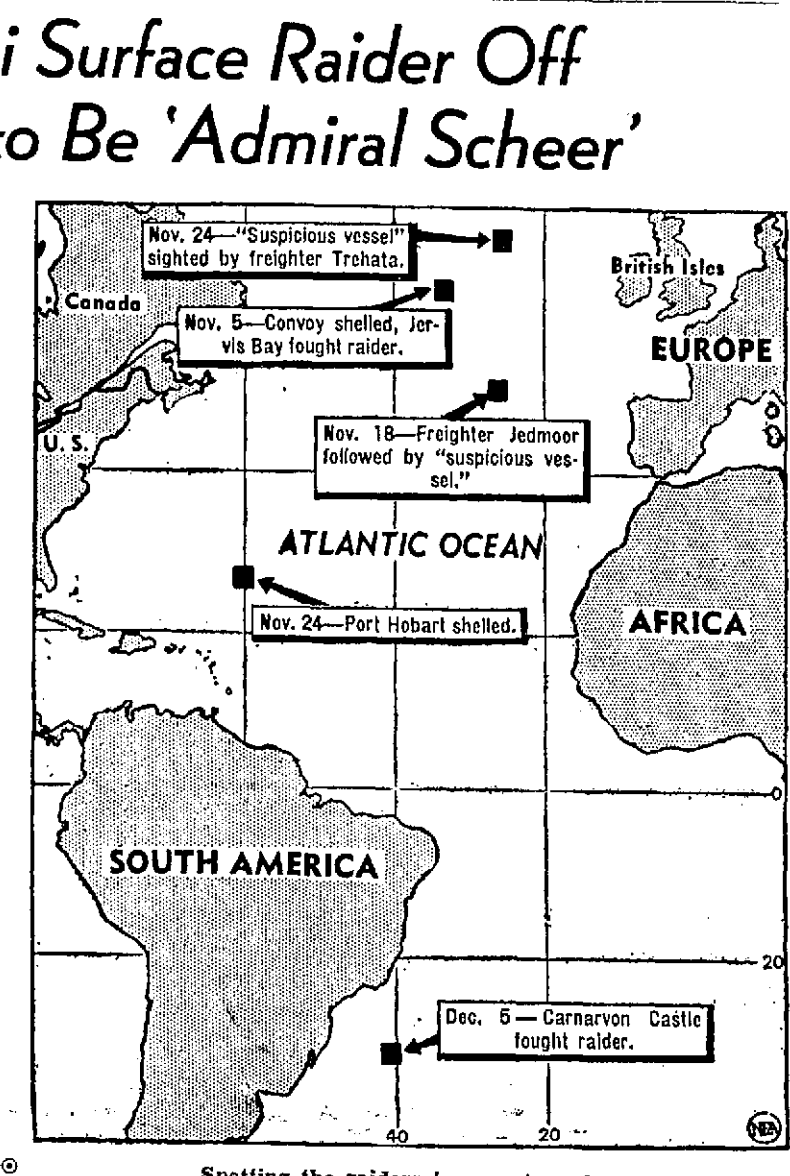 i Surface Raider Off
to Be 'Admiral Scheer'
Nov. 24—"Suspicious vessel"
sighted by freighter Trehata.
British Isles
Canada
Nov. 5—Convoy shelled, Jer-
vis Bay fought raider.
EUROPE
U. S.
Nov. 18—Freighter Jedmoor
followed by "suspicious ves-
sel."
ATLANTIC OCEAN
Nov. 24—Port Hobart shelled.
AFRICA
0
SOUTH AMERICA
20
Dec. 5 — Carnarvon Castle
fought raider.
40
20
NEA
Spotting the raiders